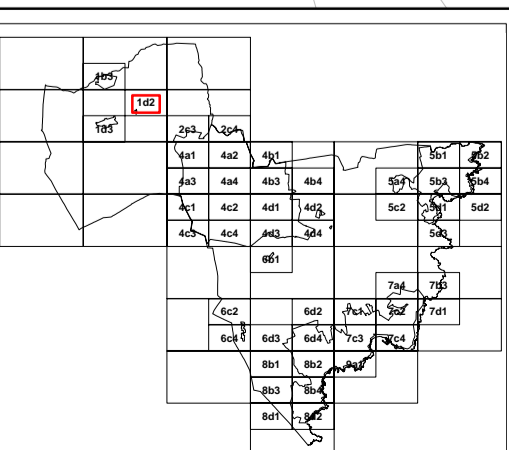 1b3
1d2
1d3 2c3 2c4
4a1 4a2 4b1 5b1 5b2
4a3 4a4 4b3 4b4 5a4 5b3 5b4
4c1 4c2 4d1 4d2 5c2 5d1 5d2
4c3 4c4 4d3 4d4 5d3
6b1
7a4 7b3
6c2 6d2 7c1 7c2 7d1
6c4 6d3 6d4 7c3 7c4
8b1 8b2 9a1
8b3 8b4
8d1 8d2